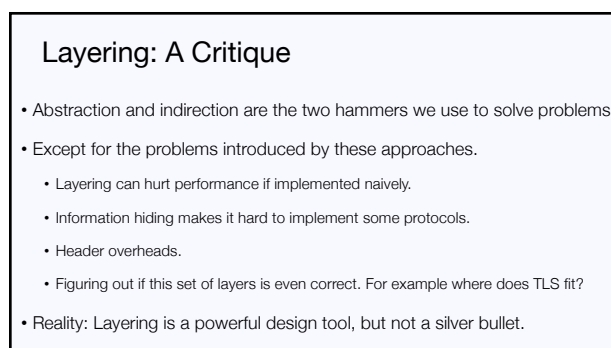 Layering: A Critique
• Abstraction and indirection are the two hammers we use to solve problems
• Except for the problems introduced by these approaches.
• Layering can hurt performance if implemented naively.
• Information hiding makes it hard to implement some protocols.
• Header overheads.
• Figuring out if this set of layers is even correct. For example where does TLS fit?
• Reality: Layering is a powerful design tool, but not a silver bullet.